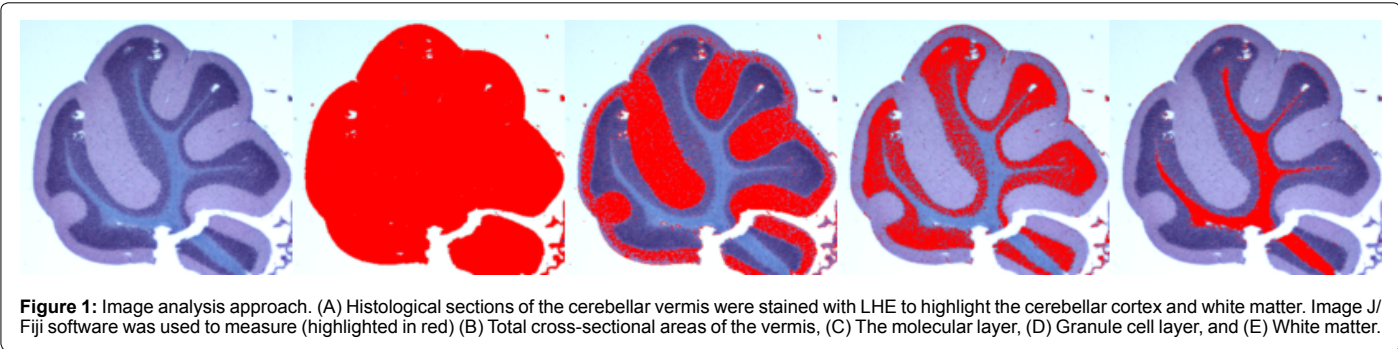 Figure 1: Image analysis approach. (A) Histological sections of the cerebellar vermis were stained with LHE to highlight the cerebellar cortex and white matter. Image J/
Fiji software was used to measure (highlighted in red) (B) Total cross-sectional areas of the vermis, (C) The molecular layer, (D) Granule cell layer, and (E) White matter.